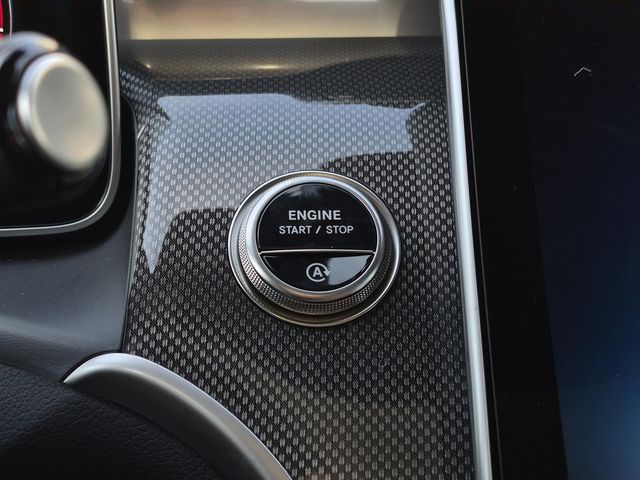 ENGINE
START / STOP
A